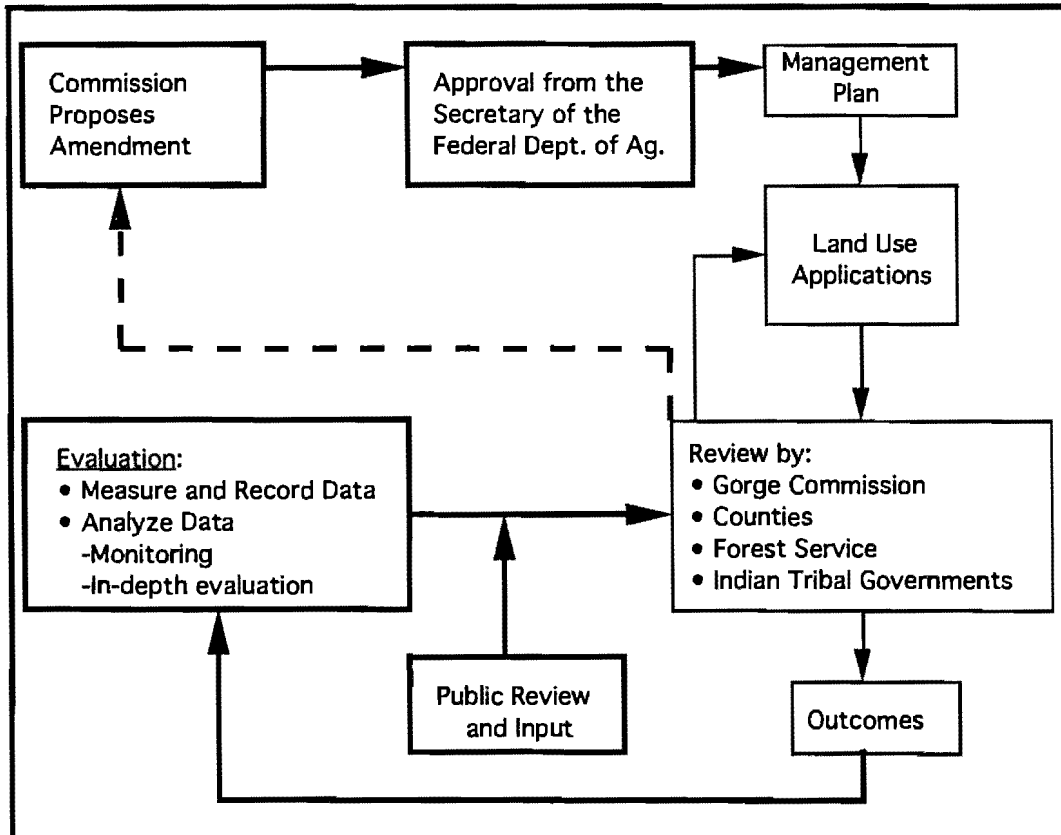 Commission
Proposes
Amendment
Approval from the
Secretary of the
Federal Dept. of Ag.
Management
Plan
Land Use
Applications
Evaluation:
• Measure and Record Data
• Analyze Data
-Monitoring
-In-depth evaluation
Review by:
• Gorge Commission
• Counties
• Forest Service
• Indian Tribal Governments
Public Review
and Input
Outcomes